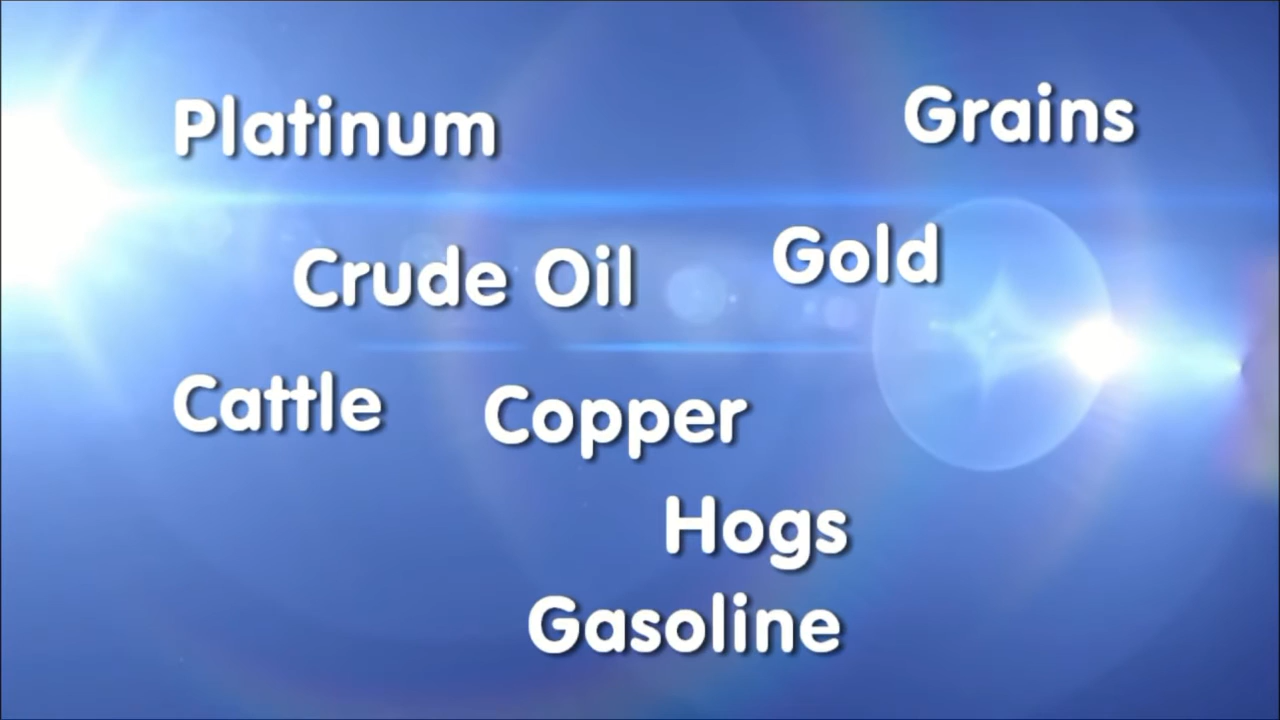 Platinum
Grains
Crude Oil
Gold
Cattle
Copper
Hogs
Gasoline